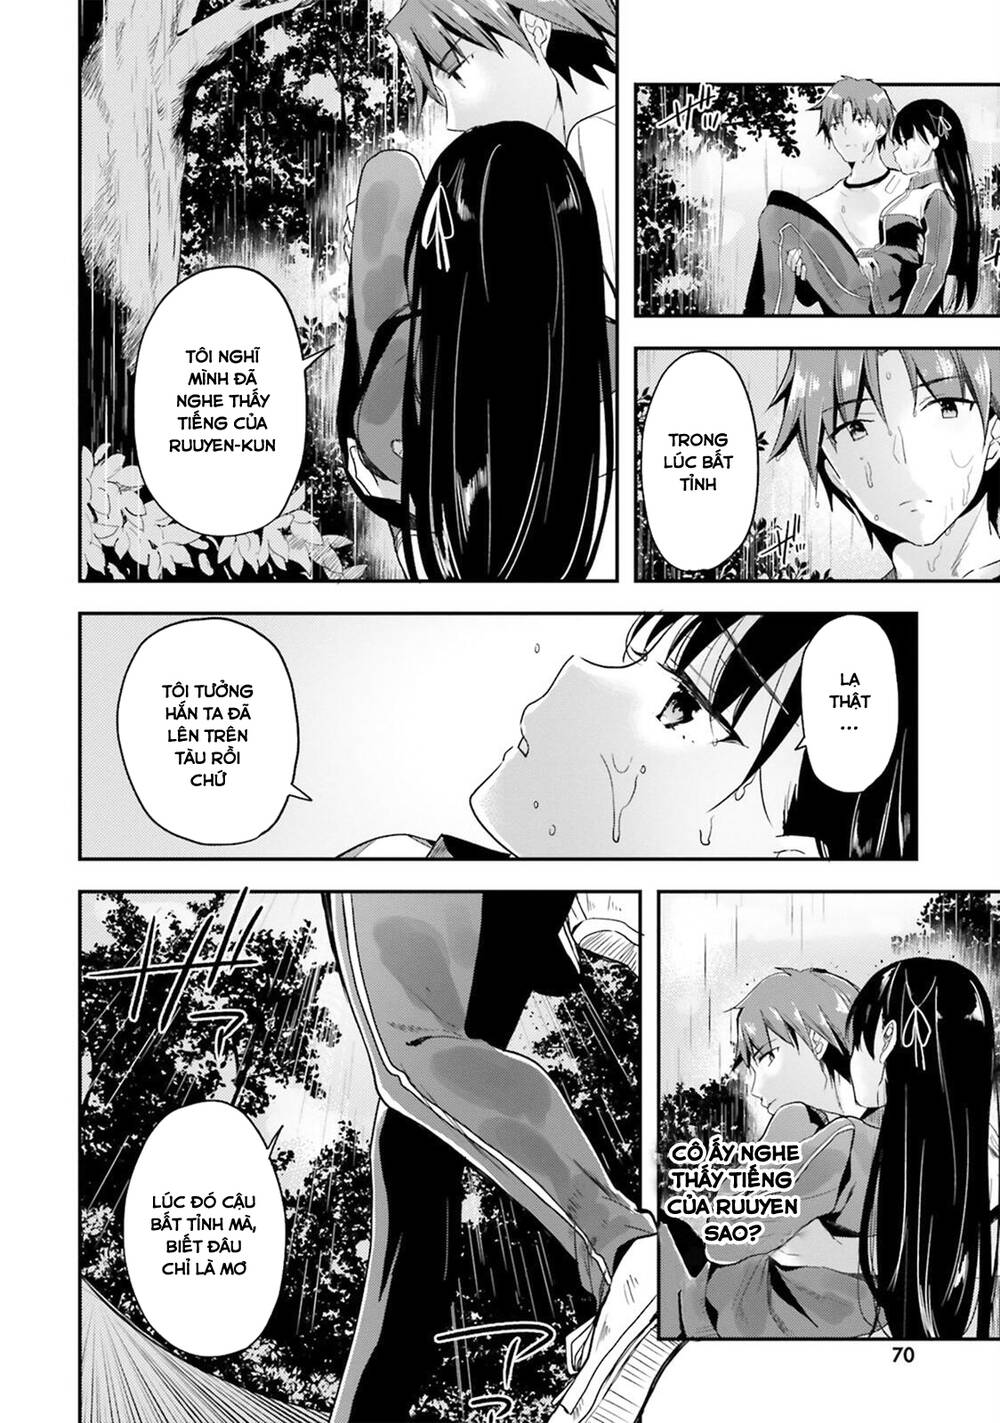 TRONG
LÚC BẤT
TỈNH
TÔI NGHĨ
MÌNH ĐÃ
NGHE THẤY
TIẾNG CỦA
RUUYEN-KUN
LẠ
THẬT
...
TÔI TƯỞNG
HẮN TA ĐÃ
LÊN TRÊN
TÀU RỒI
CHỨ
CÔ ẤY NGHE
THẤY TIẾNG
CỦA RUUYEN
SAO?
LÚC ĐÓ CẬU
BẤT TỈNH MÀ,
BIẾT ĐÂU
CHỈ LÀ MƠ
70